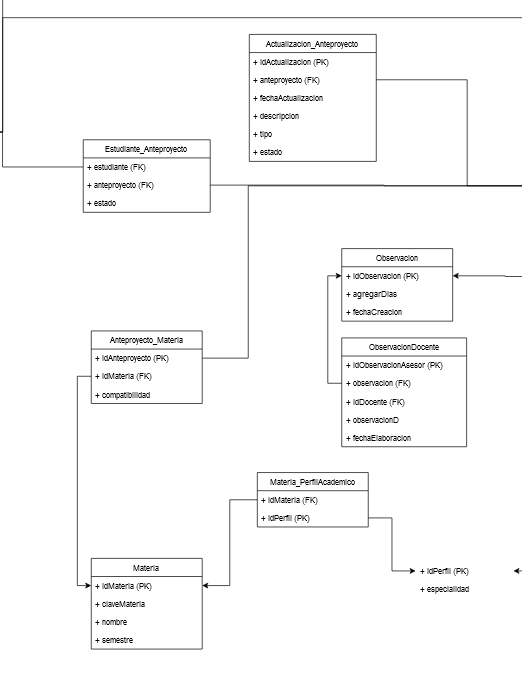 Actualizacion_Anteproyecto
+ idActualizacion (PK)
+ anteproyecto (FK)
+ fechaActualizacion
+ descripcion
+ tipo
+ estado
Estudiante_Anteproyecto
+ estudiante (FK)
+ anteproyecto (FK)
+ estado
Observacion
+ idObservacion (PK)
+ agregarDias
+ fechaCreacion
Anteproyecto_Materia
+ idAnteproyecto (PK)
+ idMateria (FK)
+ compatibilidad
ObservacionDocente
+ idObservacionAsesor (PK)
+ observacion (FK)
+ idDocente (FK)
+ observacionD
+ fechaElaboracion
Materia_PerfilAcademico
+ idMateria (FK)
+ idPerfil (PK)
Materia
+ idMateria (PK)
+ claveMateria
+ nombre
+ semestre
+ idPerfil (PK)
+ especialidad